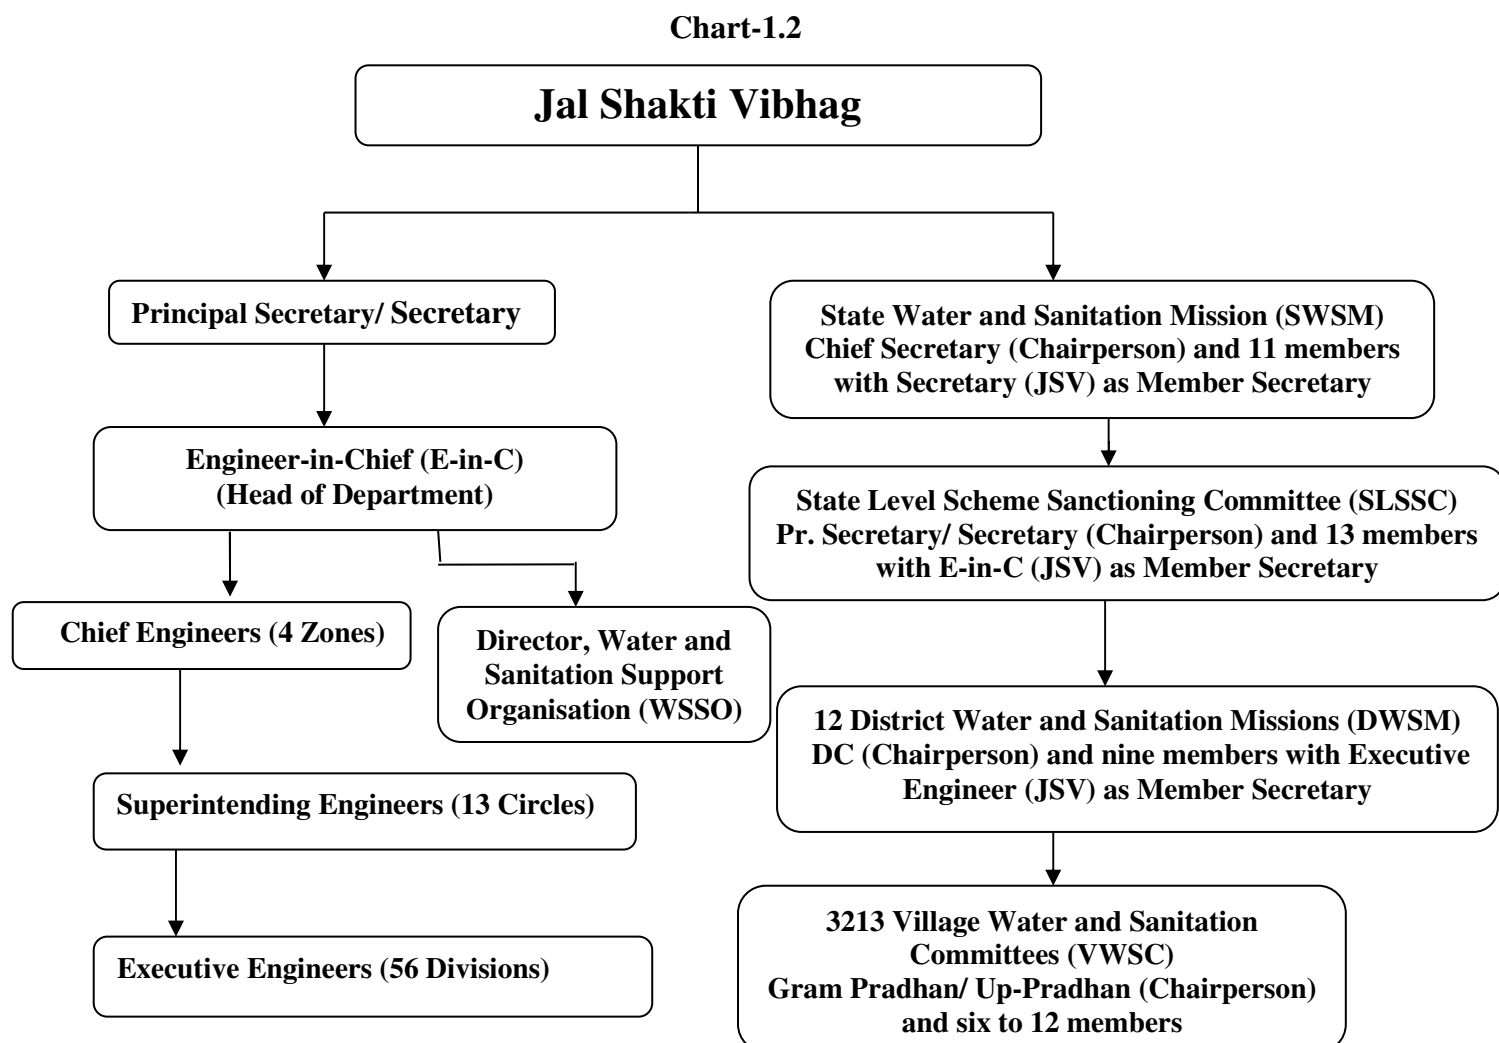 Chart-1.2
Jal Shakti Vibhag
Principal Secretary/ Secretary
Engineer-in-Chief (E-in-C)
(Head of Department)
Chief Engineers (4 Zones)
Director, Water and
Sanitation Support
Organisation (WSSO)
Superintending Engineers (13 Circles)
Executive Engineers (56 Divisions)
State Water and Sanitation Mission (SWSM)
Chief Secretary (Chairperson) and 11 members
with Secretary (JSV) as Member Secretary
State Level Scheme Sanctioning Committee (SLSSC)
Pr. Secretary/ Secretary (Chairperson) and 13 members
with E-in-C (JSV) as Member Secretary
12 District Water and Sanitation Missions (DWSM)
DC (Chairperson) and nine members with Executive
Engineer (JSV) as Member Secretary
3213 Village Water and Sanitation
Committees (VWSC)
Gram Pradhan/ Up-Pradhan (Chairperson)
and six to 12 members